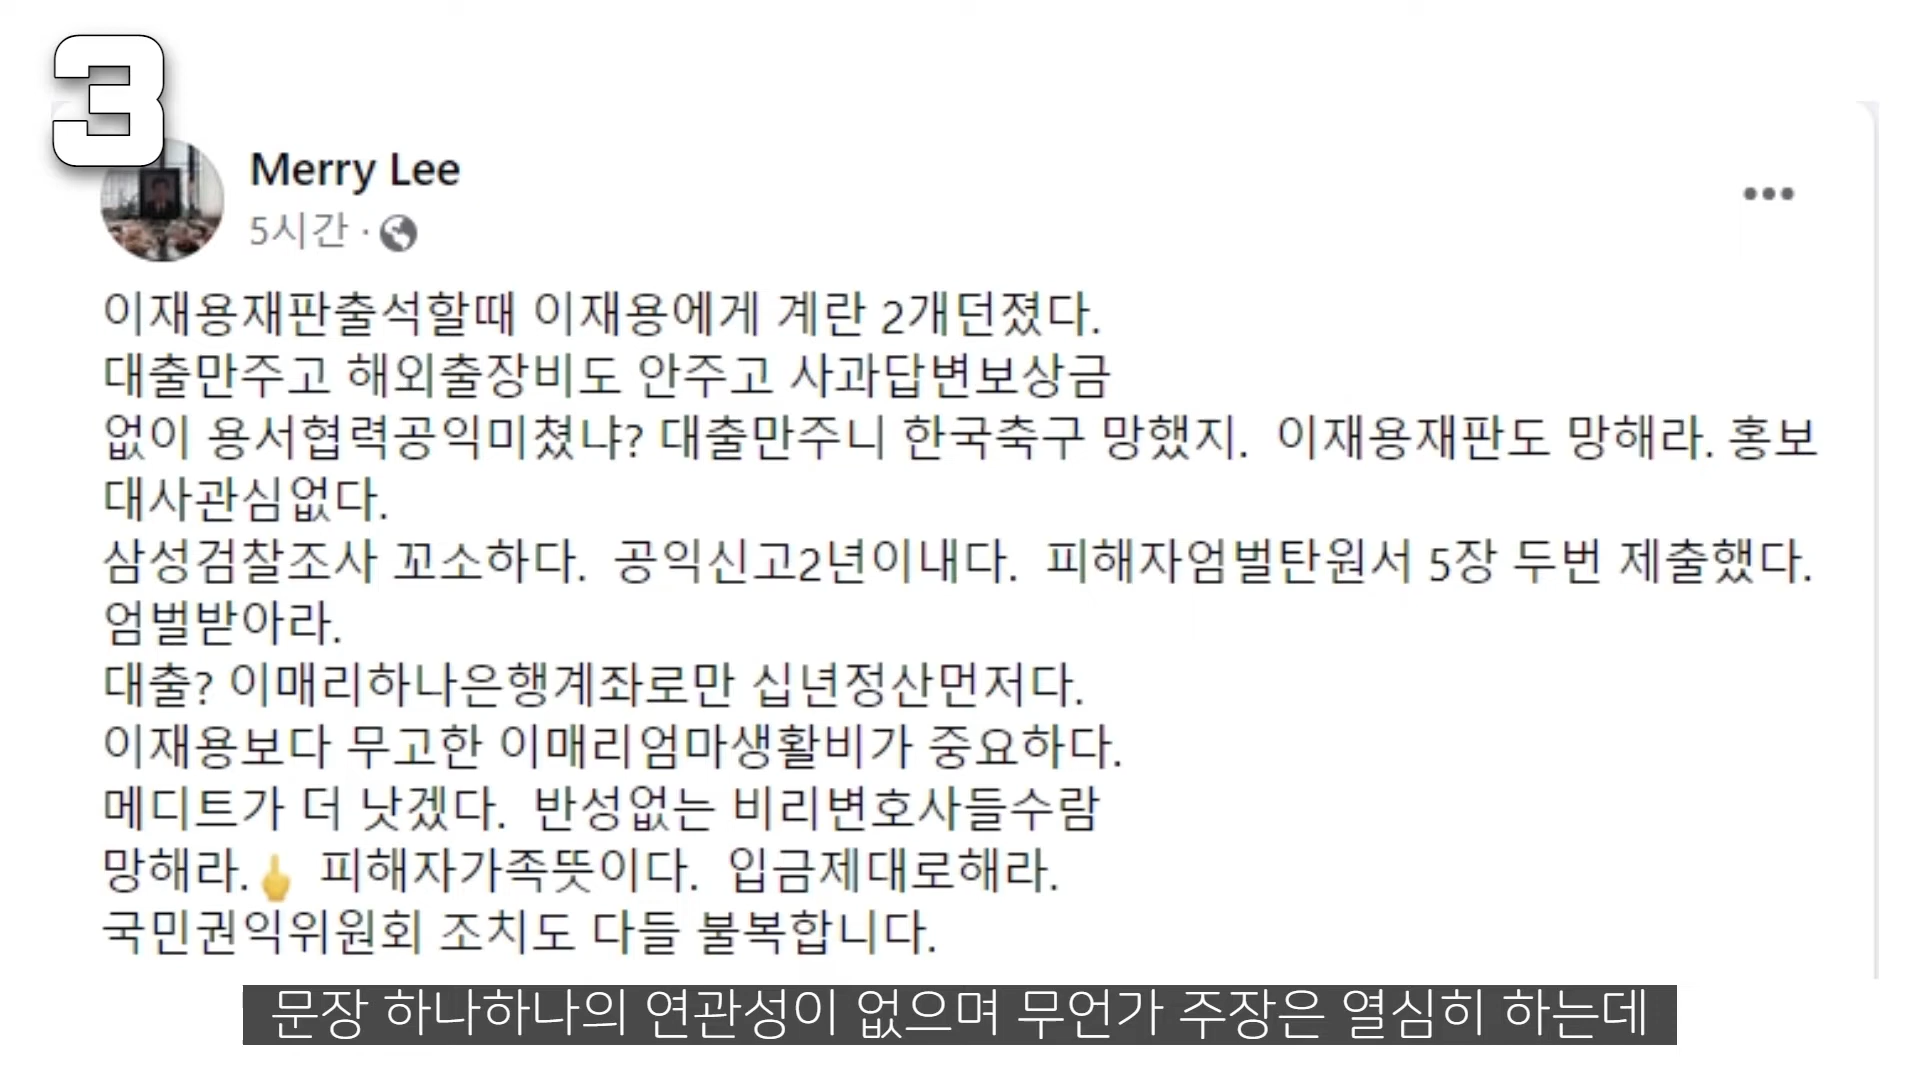 3
Merry Lee
5시간 ·
이재용재판출석할때 이재용에게 계란 2개던졌다.
대출만주고 해외출장비도 안주고 사과답변보상금
없이 용서협력공익미쳤냐? 대출만주니 한국축구 망했지. 이재용재판도 망해라. 홍보
대사관심없다.
삼성검찰조사 꼬소하다. 공익신고2년이내다. 피해자엄벌탄원서 5장 두번 제출했다.
엄벌받아라.
대출? 이매리하나은행계좌로만 십년정산먼저다.
이재용보다 무고한 이매리엄마생활비가 중요하다.
메디트가 더 낫겠다. 반성없는 비리변호사들수람
망해라.🖕 피해자가족뜻이다. 입금제대로해라.
국민권익위원회 조치도 다들 불복합니다.
문장 하나하나의 연관성이 없으며 무언가 주장은 열심히 하는데